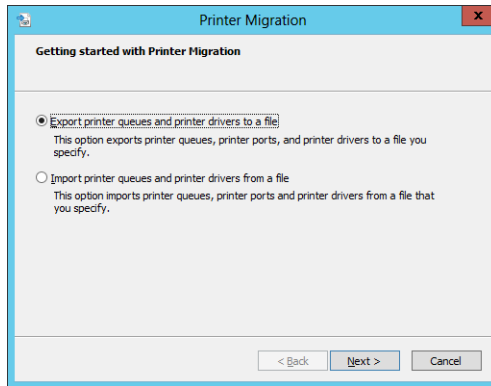 Printer Migration
x
Getting started with Printer Migration
Export printer queues and printer drivers to a file
This option exports printer queues, printer ports, and printer drivers to a file you
specify.
Import printer queues and printer drivers from a file
This option imports printer queues, printer ports and printer drivers from a file that
you specify.
< Back Next > Cancel